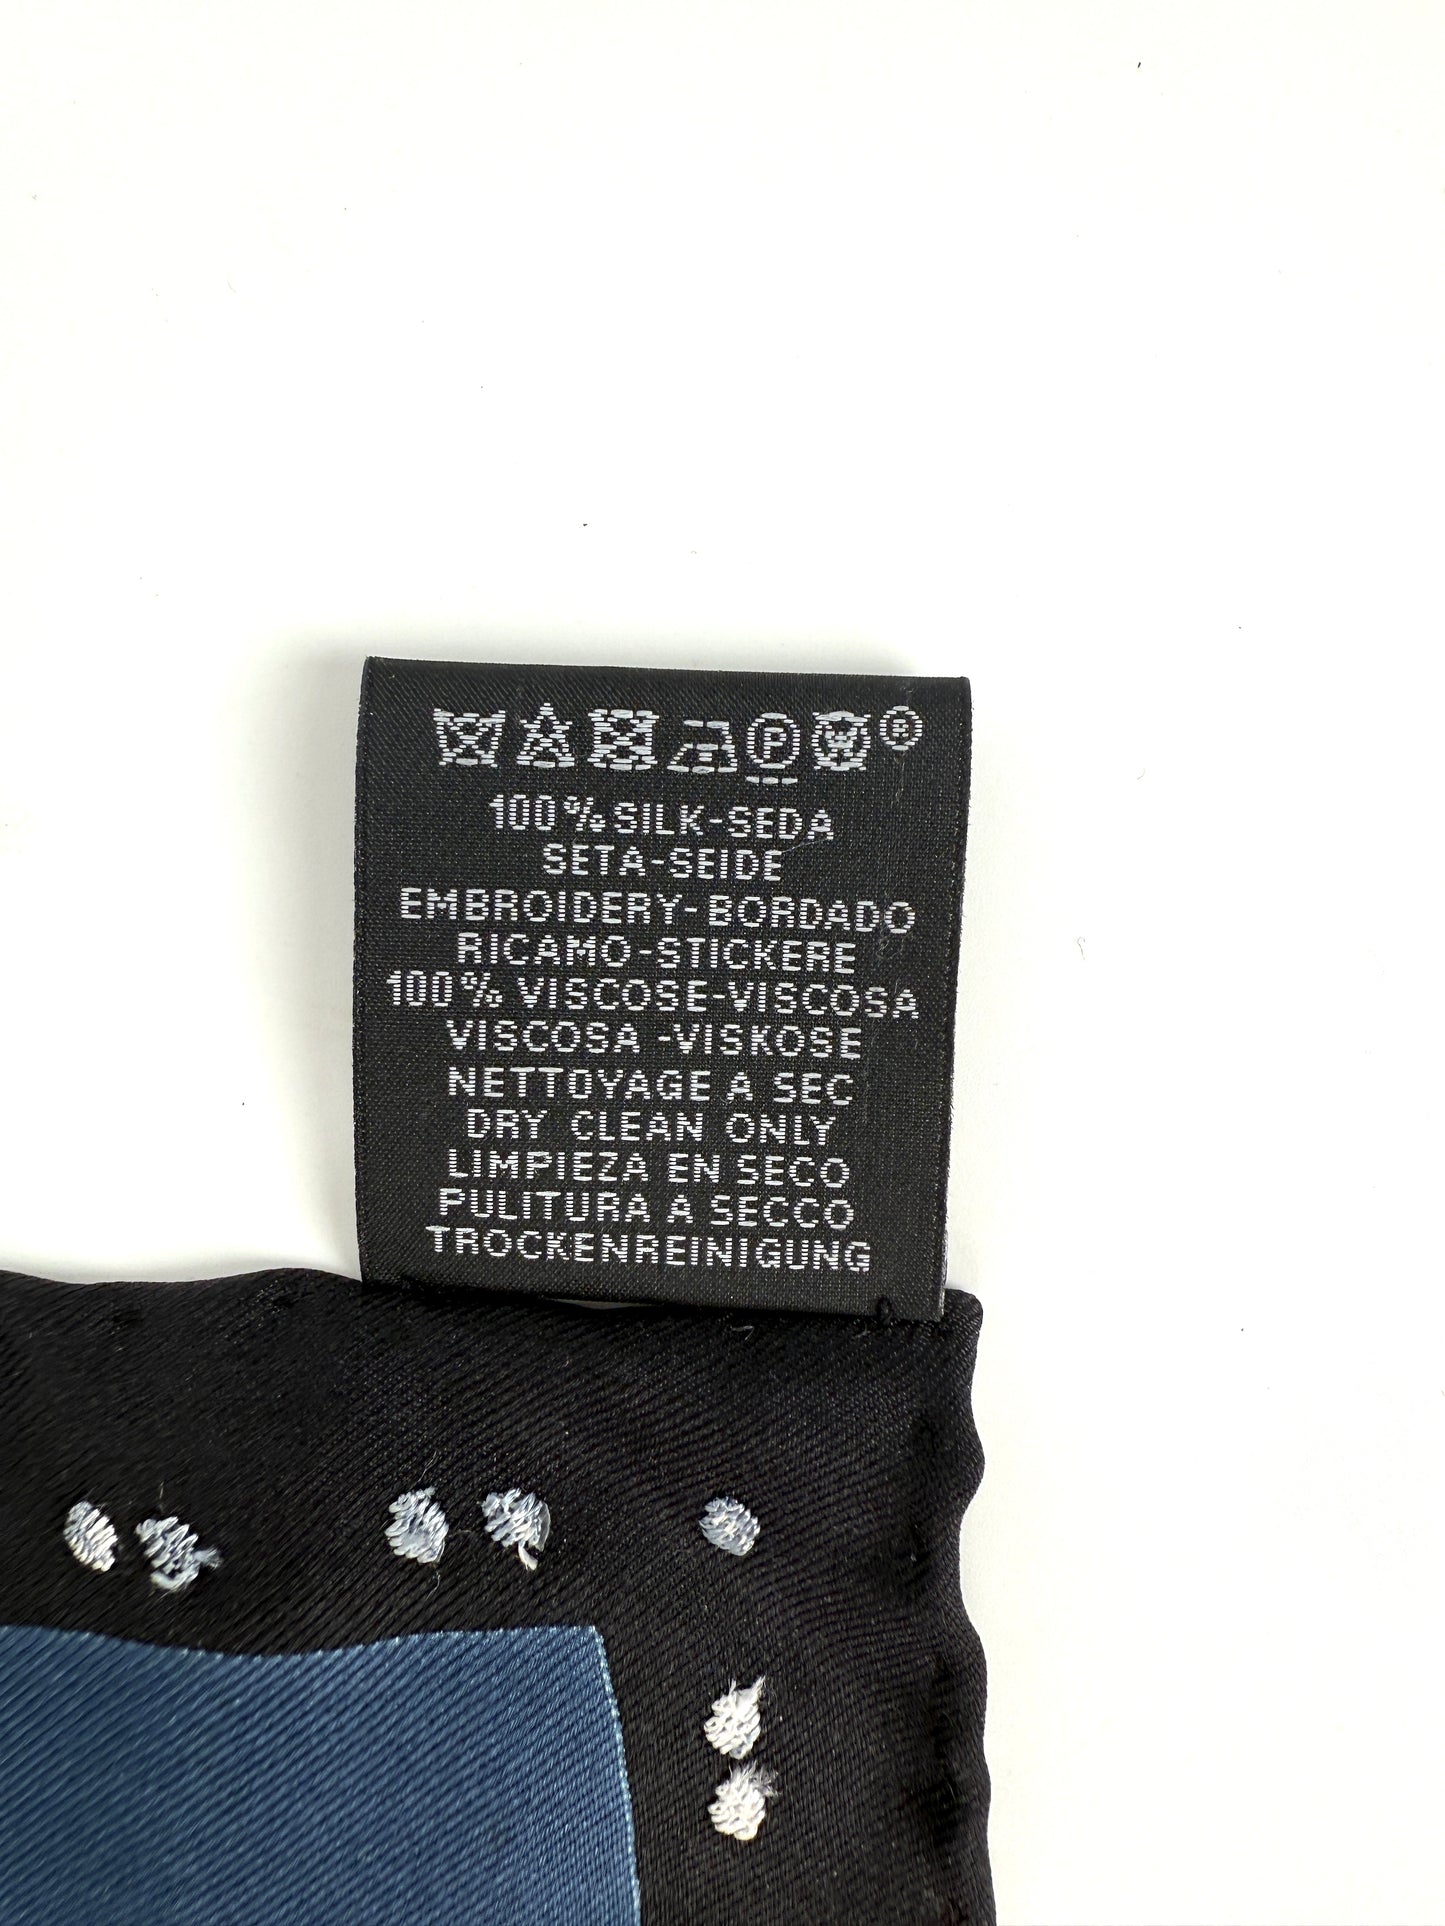 P W ®
100% SILK-SEDA
SETA-SEIDE
EMBROIDERY-BORDADO
RICAMO-STICKERE
100% VISCOSE-VISCOSA
VISCOSA -VISKOSE
NETTOYAGE A SEC
DRY CLEAN ONLY
LIMPIEZA EN SECO
PULITURA A SECCO
TROCKENREINIGUNG